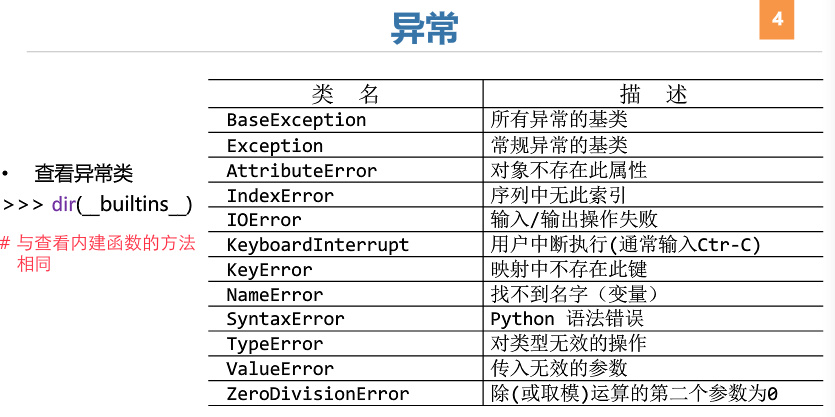 异常
4
• 查看异常类
>>> dir(__builtins__)
# 与查看内建函数的方法
相同
类 名 描 述
BaseException 所有异常的基类
Exception 常规异常的基类
AttributeError 对象不存在此属性
IndexError 序列中无此索引
IOError 输入/输出操作失败
KeyboardInterrupt 用户中断执行(通常输入Ctr-C)
KeyError 映射中不存在此键
NameError 找不到名字（变量）
SyntaxError Python 语法错误
TypeError 对类型无效的操作
ValueError 传入无效的参数
ZeroDivisionError 除(或取模)运算的第二个参数为0